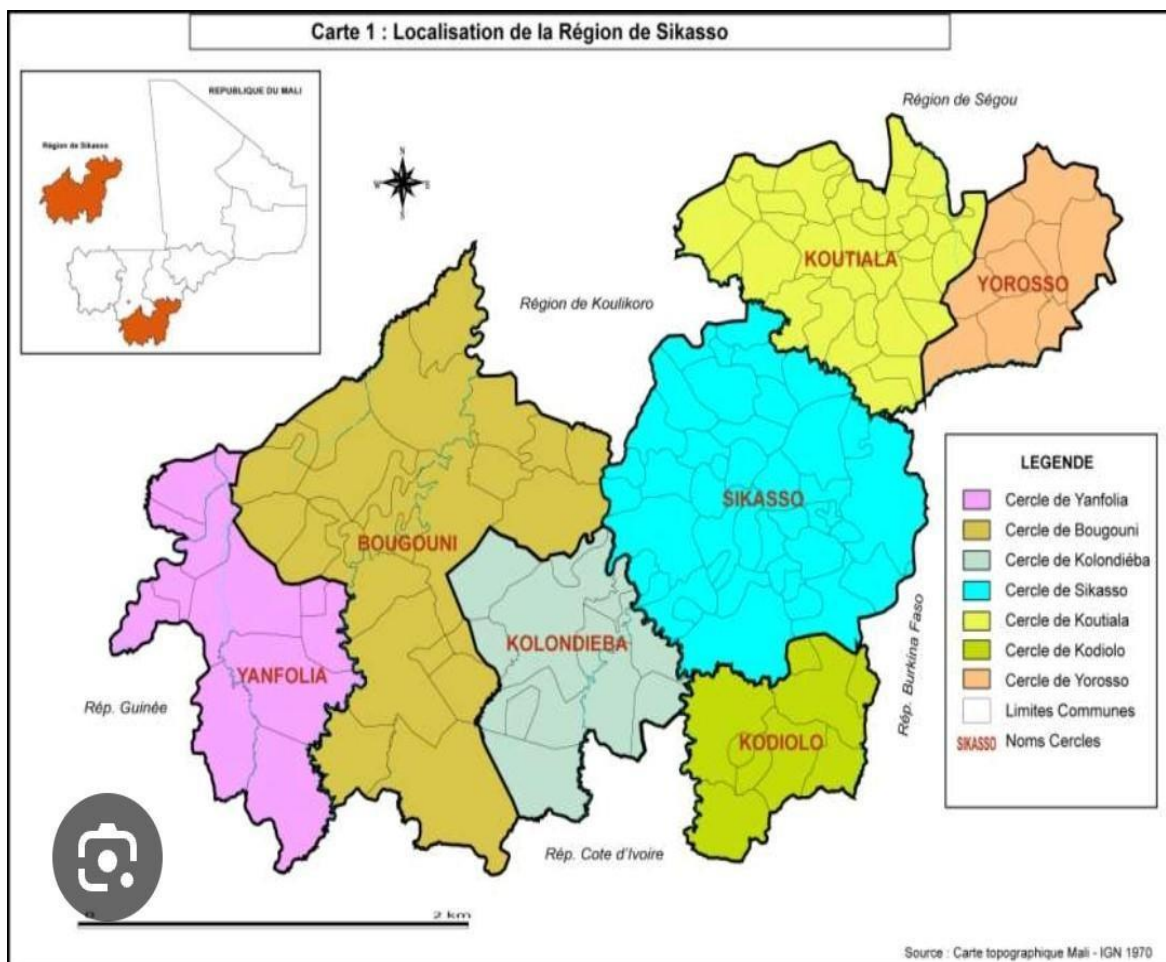 Carte 1 : Localisation de la Région de Sikasso
REPUBLIQUE DU MALI
Région de Sikasso
N
W
E
N
Région de Ségou
KOUTIALA
YOROSSO
Région de Koulikoro
SIKASSO
BOUGOUNI
KOLONDIEBA
YANFOLIA
KODIOLO
Rép. Guinée
Rép. Burkina Faso
Rép. Cote d'Ivoire
LEGENDE
Cercle de Yanfolia
Cercle de Bougouni
Cercle de Kolondiéba
Cercle de Sikasso
Cercle de Koutiala
Cercle de Kodiolo
Cercle de Yorosso
Limites Communes
SIKASSO Noms Cercles
0 2 km
Source : Carte topographique Mali - IGN 1970